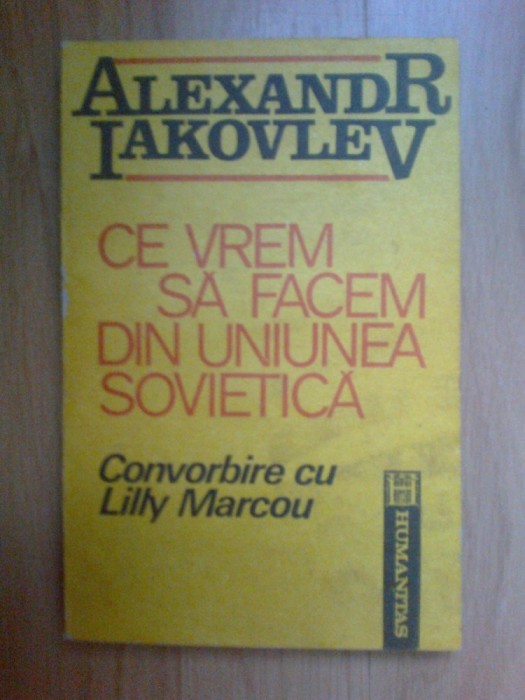 ALEXANDR
IAKOVLEV
CE VREM
SĂ FACEM
DIN UNIUNEA
SOVIETICĂ
Convorbire cu
Lilly Marcou
HUMANITAS